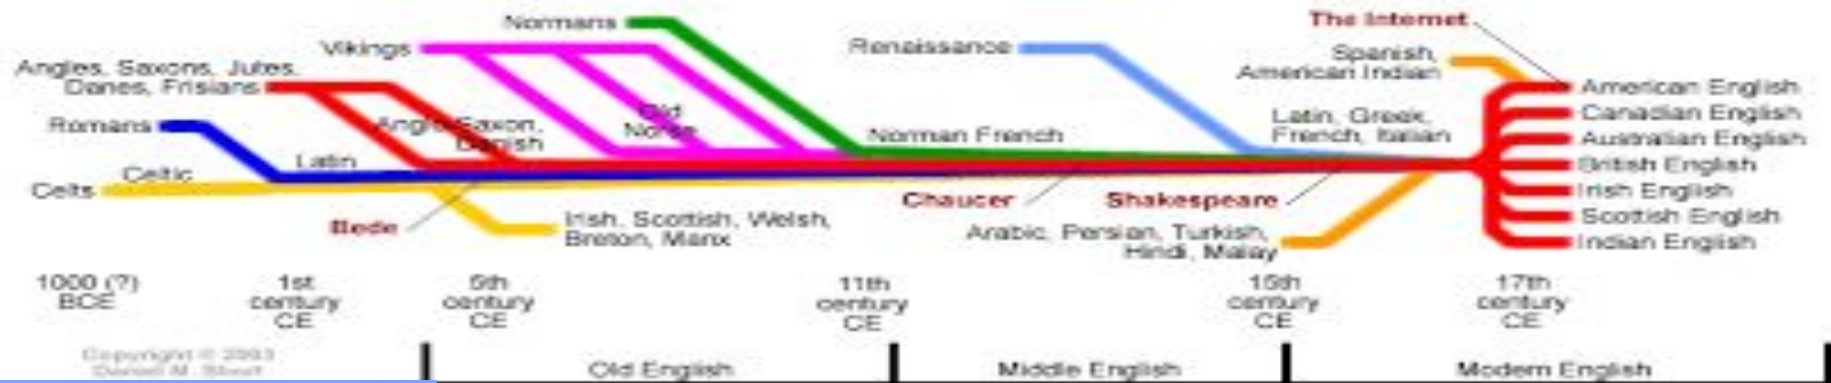 Normans
The Internet
Vikings
Renaissance
Spanish,
American Indian
Angles, Saxons, Jutes,
Danes, Frisians
American English
Romans
Anglo Saxon,
Danish
Old
Norse
Norman French
Latin, Greek,
French, Italian
Canadian English
Australian English
Latin
British English
Celtic
Celts
Irish English
Chaucer
Shakespeare
Bede
Irish, Scottish, Welsh,
Breton, Manx
Scottish English
Arabic, Persian, Turkish,
Hindi, Malay
Indian English
1000 (?)
BCE
1st
century
CE
5th
century
CE
11th
century
CE
15th
century
CE
17th
century
CE
Copyright © 2003
Daniel M. Short
Old English
Middle English
Modern English